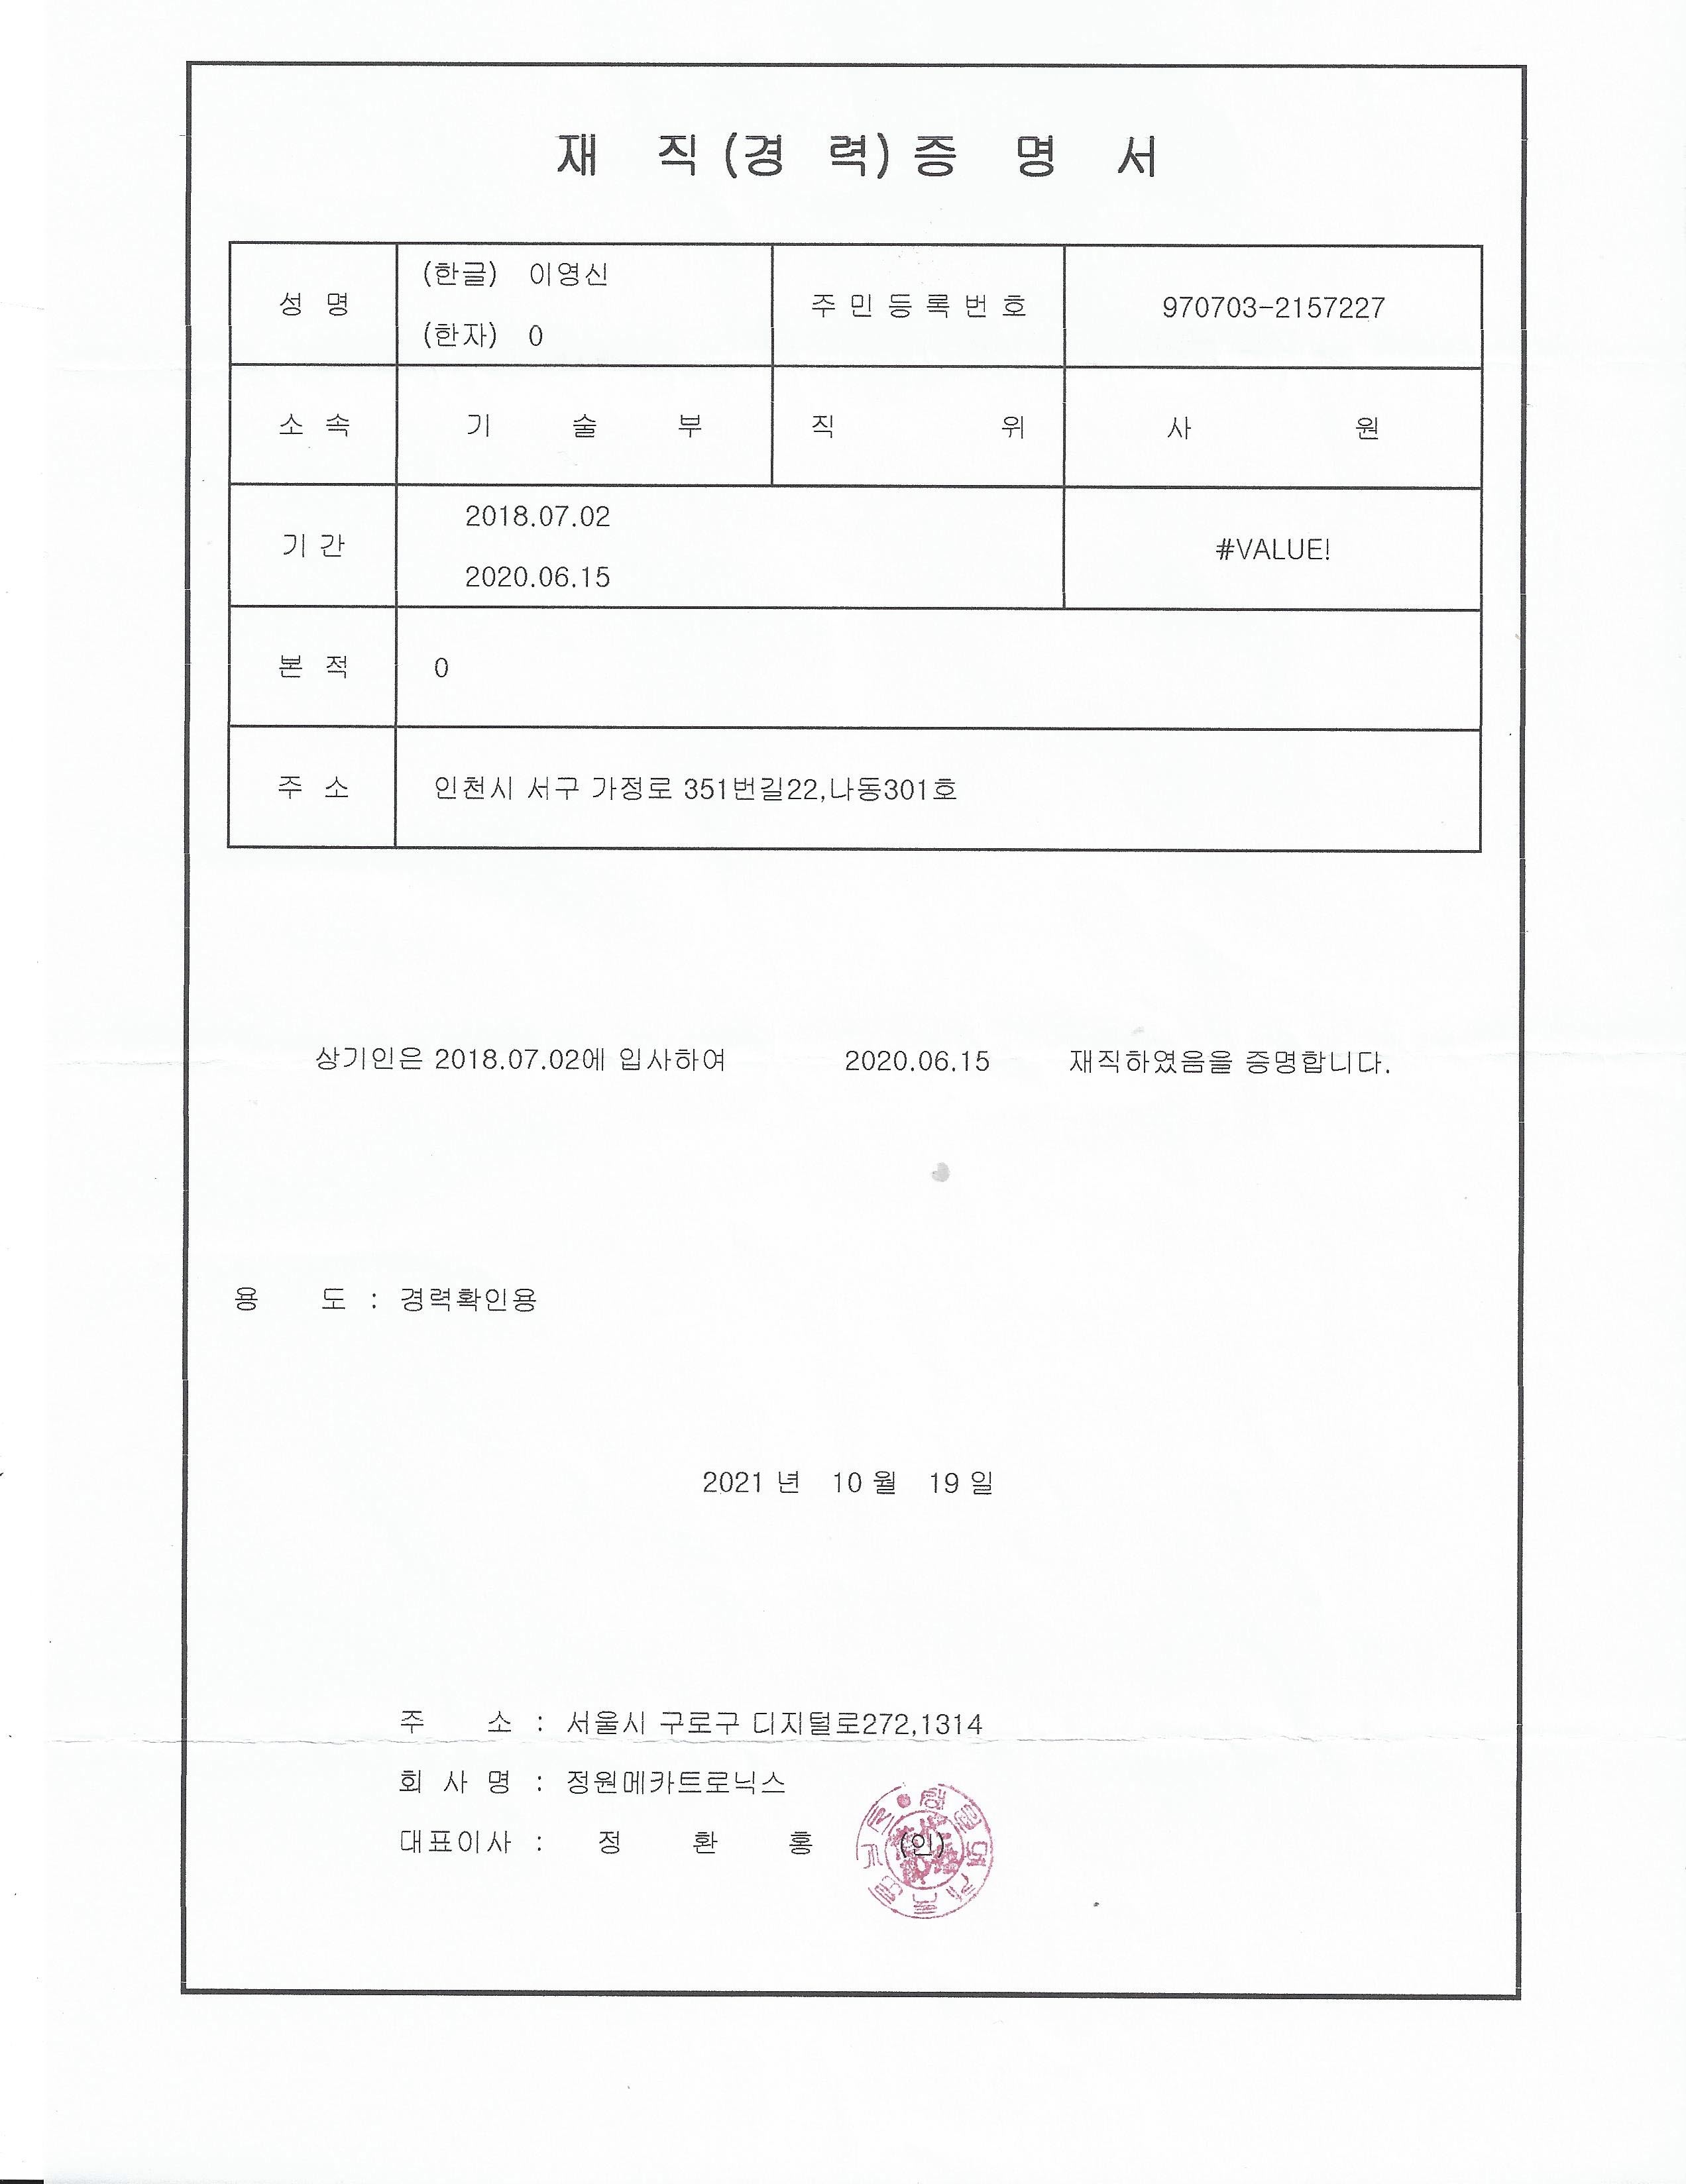 재 직(경 력)증 명 서
성 명 (한글) 이영신 주민등록번호 970703-2157227
(한자) 0
소 속 기 술 부 직 위 사 원
기 간 2018.07.02 #VALUE!
2020.06.15
본 적 0
주 소 인천시 서구 가정로 351번길22,나동301호
상기인은 2018.07.02에 입사하여 2020.06.15 재직하였음을 증명합니다.
용 도 : 경력확인용
2021 년 10 월 19 일
주 소 : 서울시 구로구 디지털로272,1314
회 사 명 : 정원메카트로닉스
대표이사 : 정 환 홍 (인)